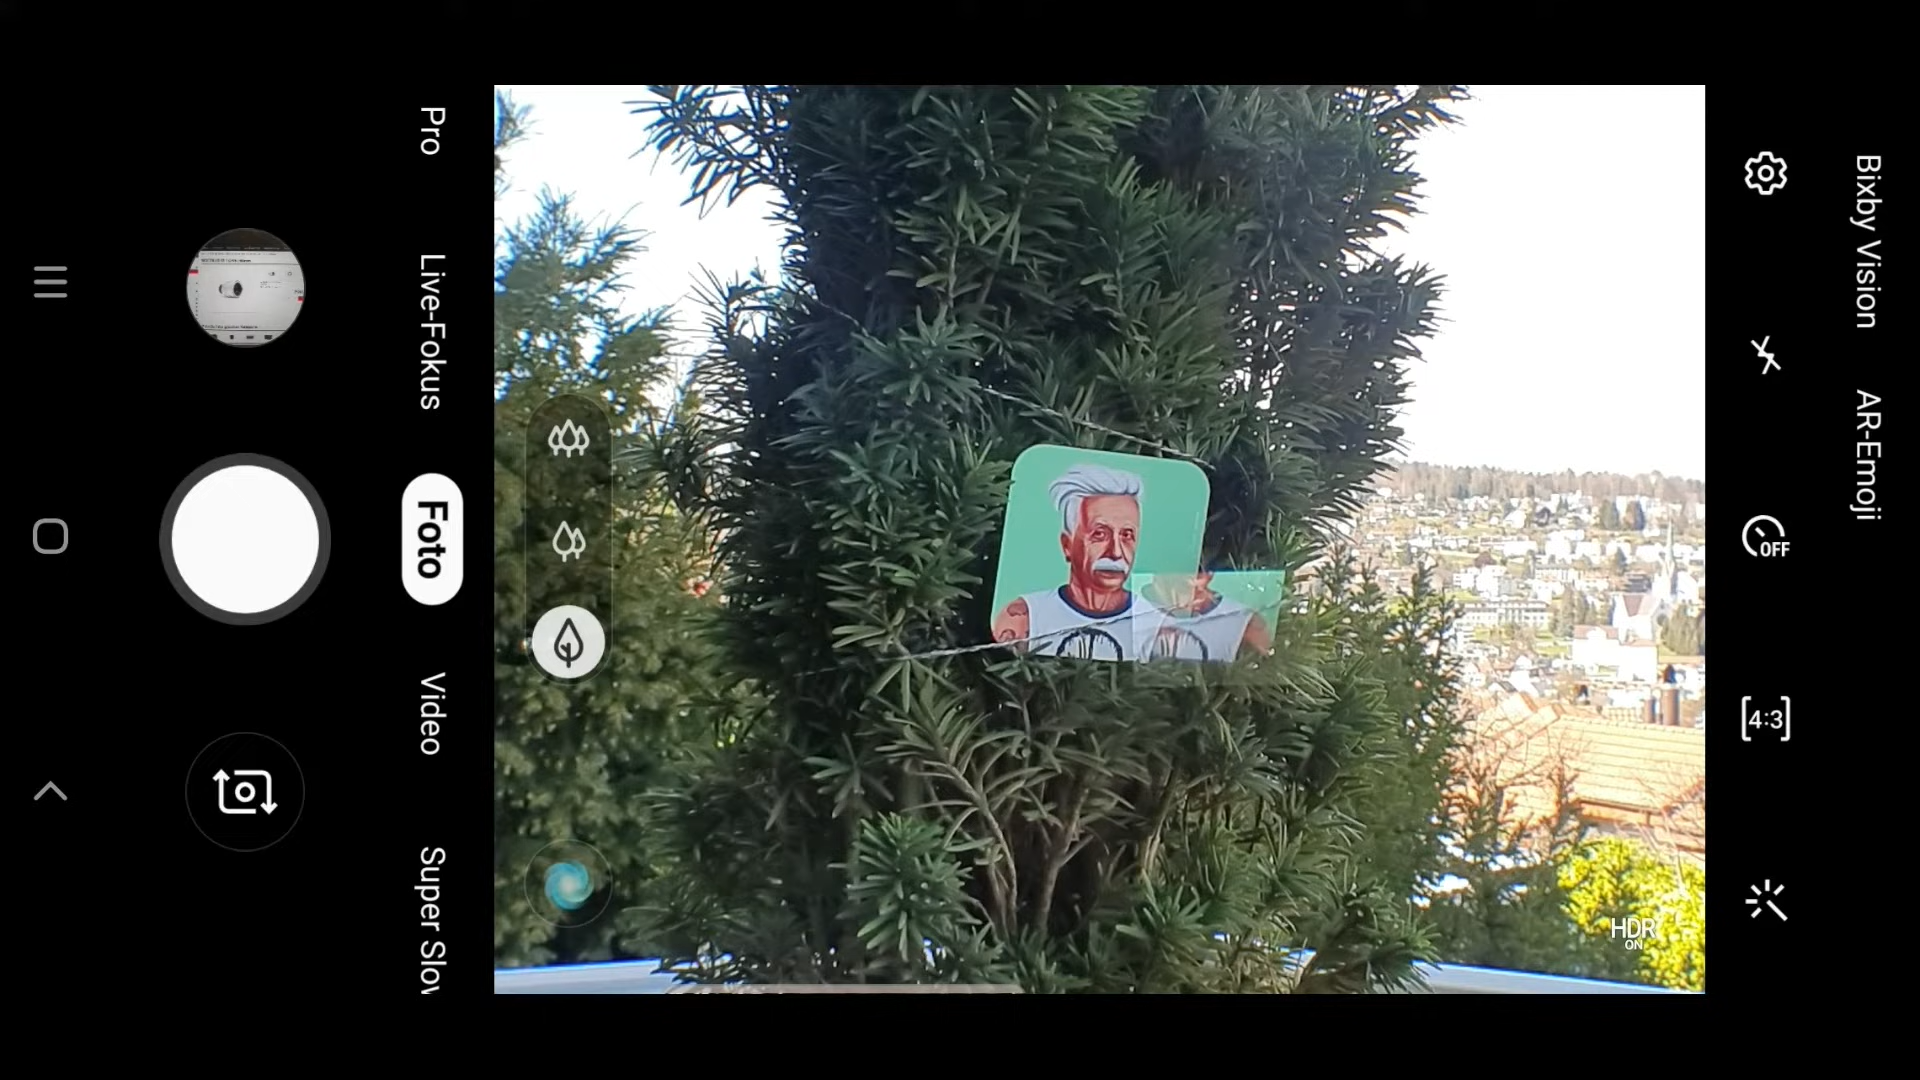 Pro
Live-Fokus
Foto
Video
Super Slo
Bixby Vision
AR-Emoji
OFF
4:3
HDR
ON